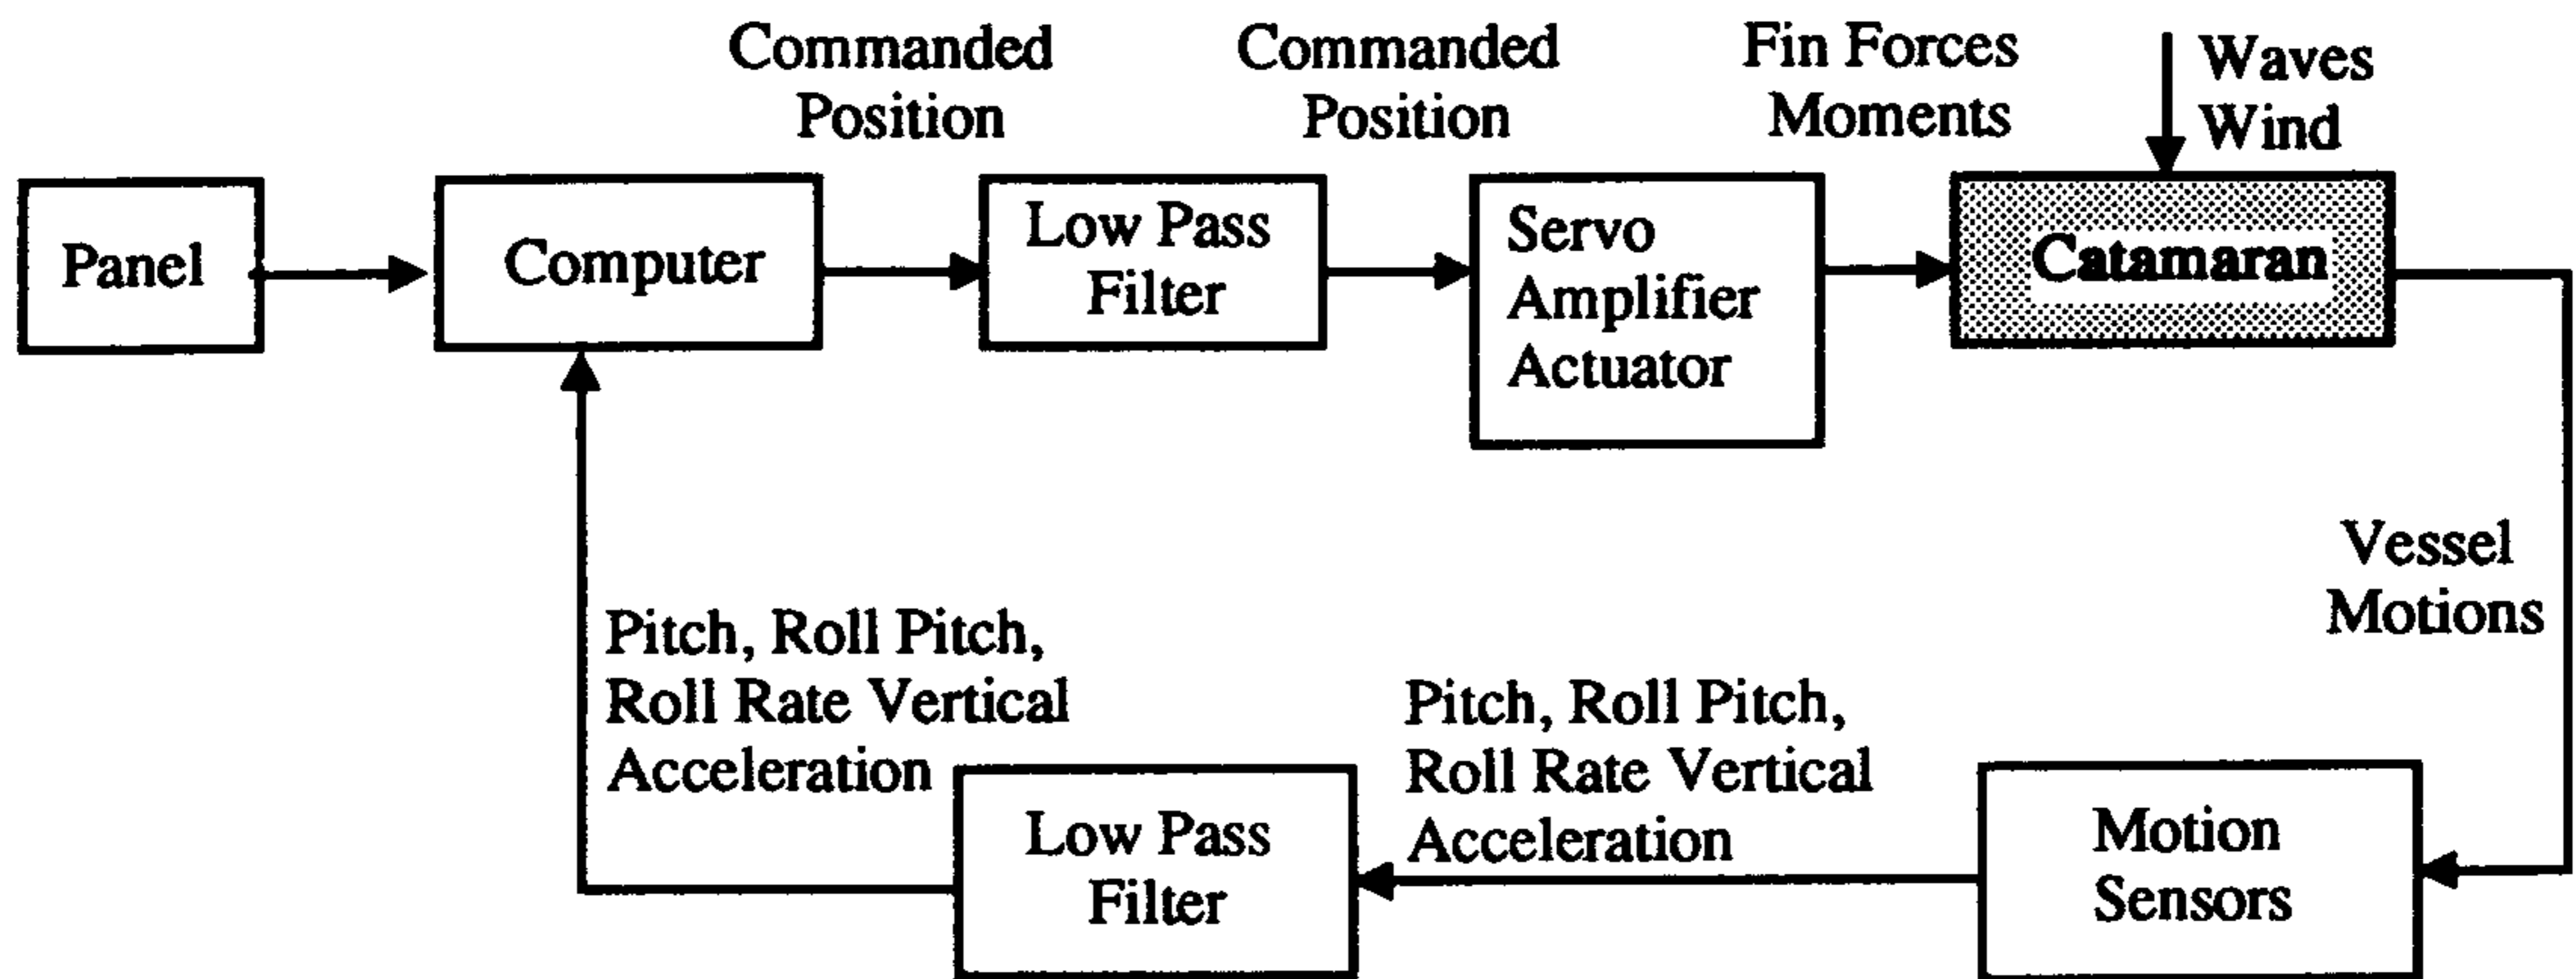 Commanded
Position
Commanded
Position
Fin Forces
Moments
Waves
Wind
Panel
Computer
Low Pass
Filter
Servo
Amplifier
Actuator
Catamaran
Vessel
Motions
Pitch, Roll Pitch,
Roll Rate Vertical
Acceleration
Pitch, Roll Pitch,
Roll Rate Vertical
Acceleration
Low Pass
Filter
Motion
Sensors